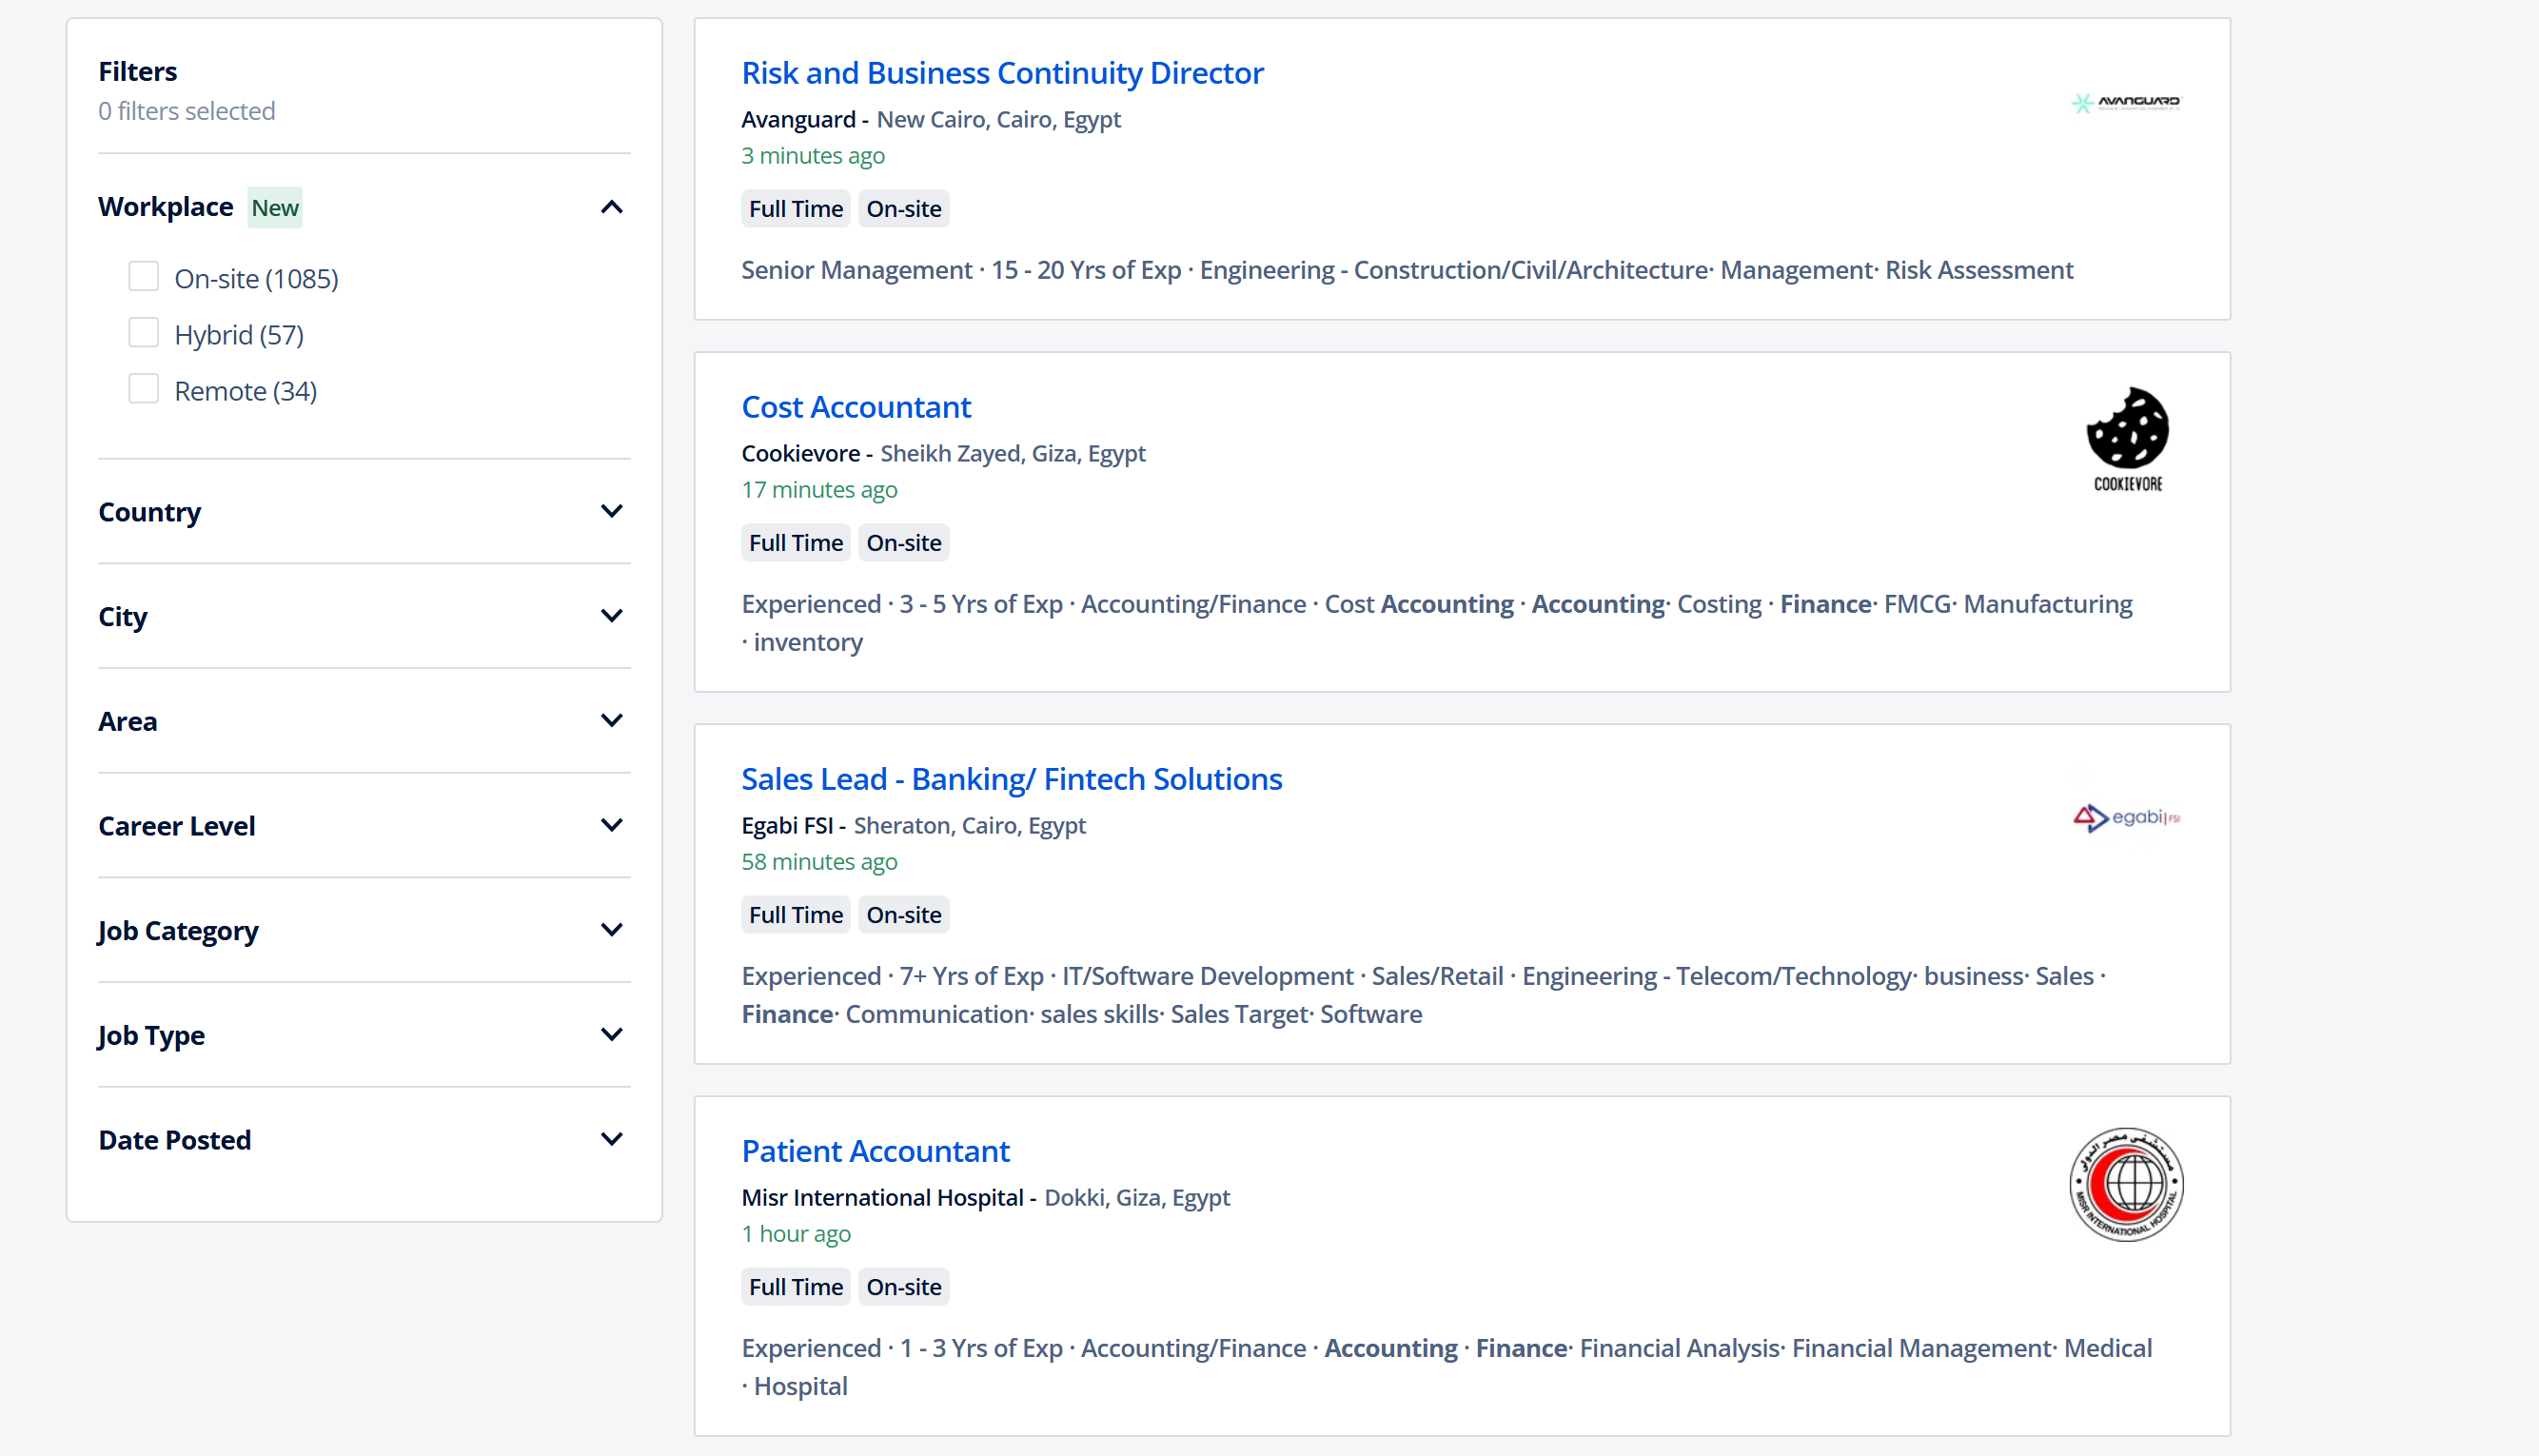 Filters
0 filters selected
Workplace New
On-site (1085)
Hybrid (57)
Remote (34)
Country
City
Area
Career Level
Job Category
Job Type
Date Posted
Risk and Business Continuity Director
Avanguard - New Cairo, Cairo, Egypt
3 minutes ago
Full Time On-site
Senior Management · 15 - 20 Yrs of Exp · Engineering - Construction/Civil/Architecture· Management· Risk Assessment
AVANGUARD
Cost Accountant
Cookievore - Sheikh Zayed, Giza, Egypt
17 minutes ago
Full Time On-site
Experienced · 3 - 5 Yrs of Exp · Accounting/Finance · Cost Accounting · Accounting· Costing · Finance· FMCG· Manufacturing
· inventory
COOKIEVORE
Sales Lead - Banking/ Fintech Solutions
Egabi FSI - Sheraton, Cairo, Egypt
58 minutes ago
Full Time On-site
Experienced · 7+ Yrs of Exp · IT/Software Development · Sales/Retail · Engineering - Telecom/Technology· business· Sales ·
Finance· Communication· sales skills· Sales Target· Software
egabi|FSI
Patient Accountant
Misr International Hospital - Dokki, Giza, Egypt
1 hour ago
Full Time On-site
Experienced · 1 - 3 Yrs of Exp · Accounting/Finance · Accounting · Finance· Financial Analysis· Financial Management· Medical
· Hospital
مستشفى مصر الدولى
MISR INTERNATIONAL HOSPITAL